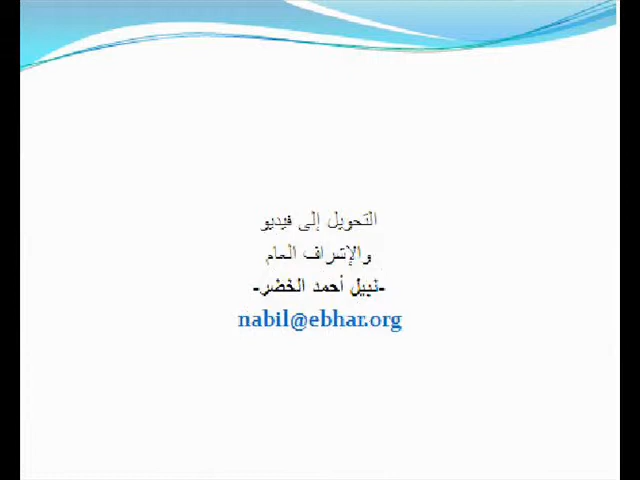 التحويل إلى فيديو
والإشراف العام
-نبيل أحمد الخضر-
nabil@ebhar.org